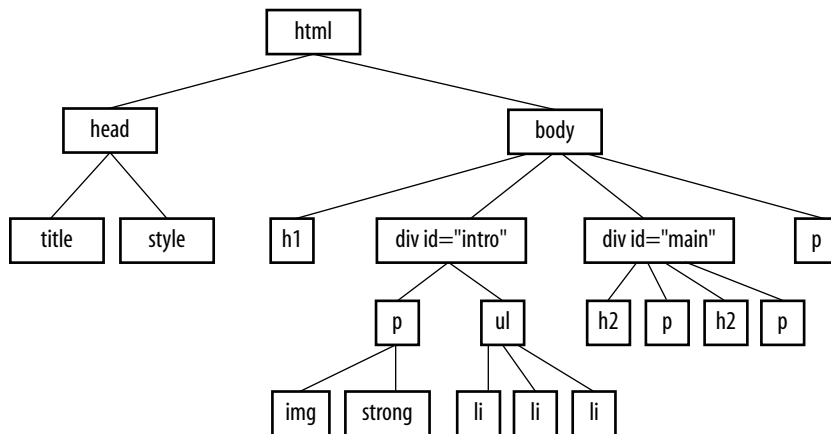 html
head body
title style h1 div id="intro" div id="main" p
p ul h2 p h2 p
img strong li li li